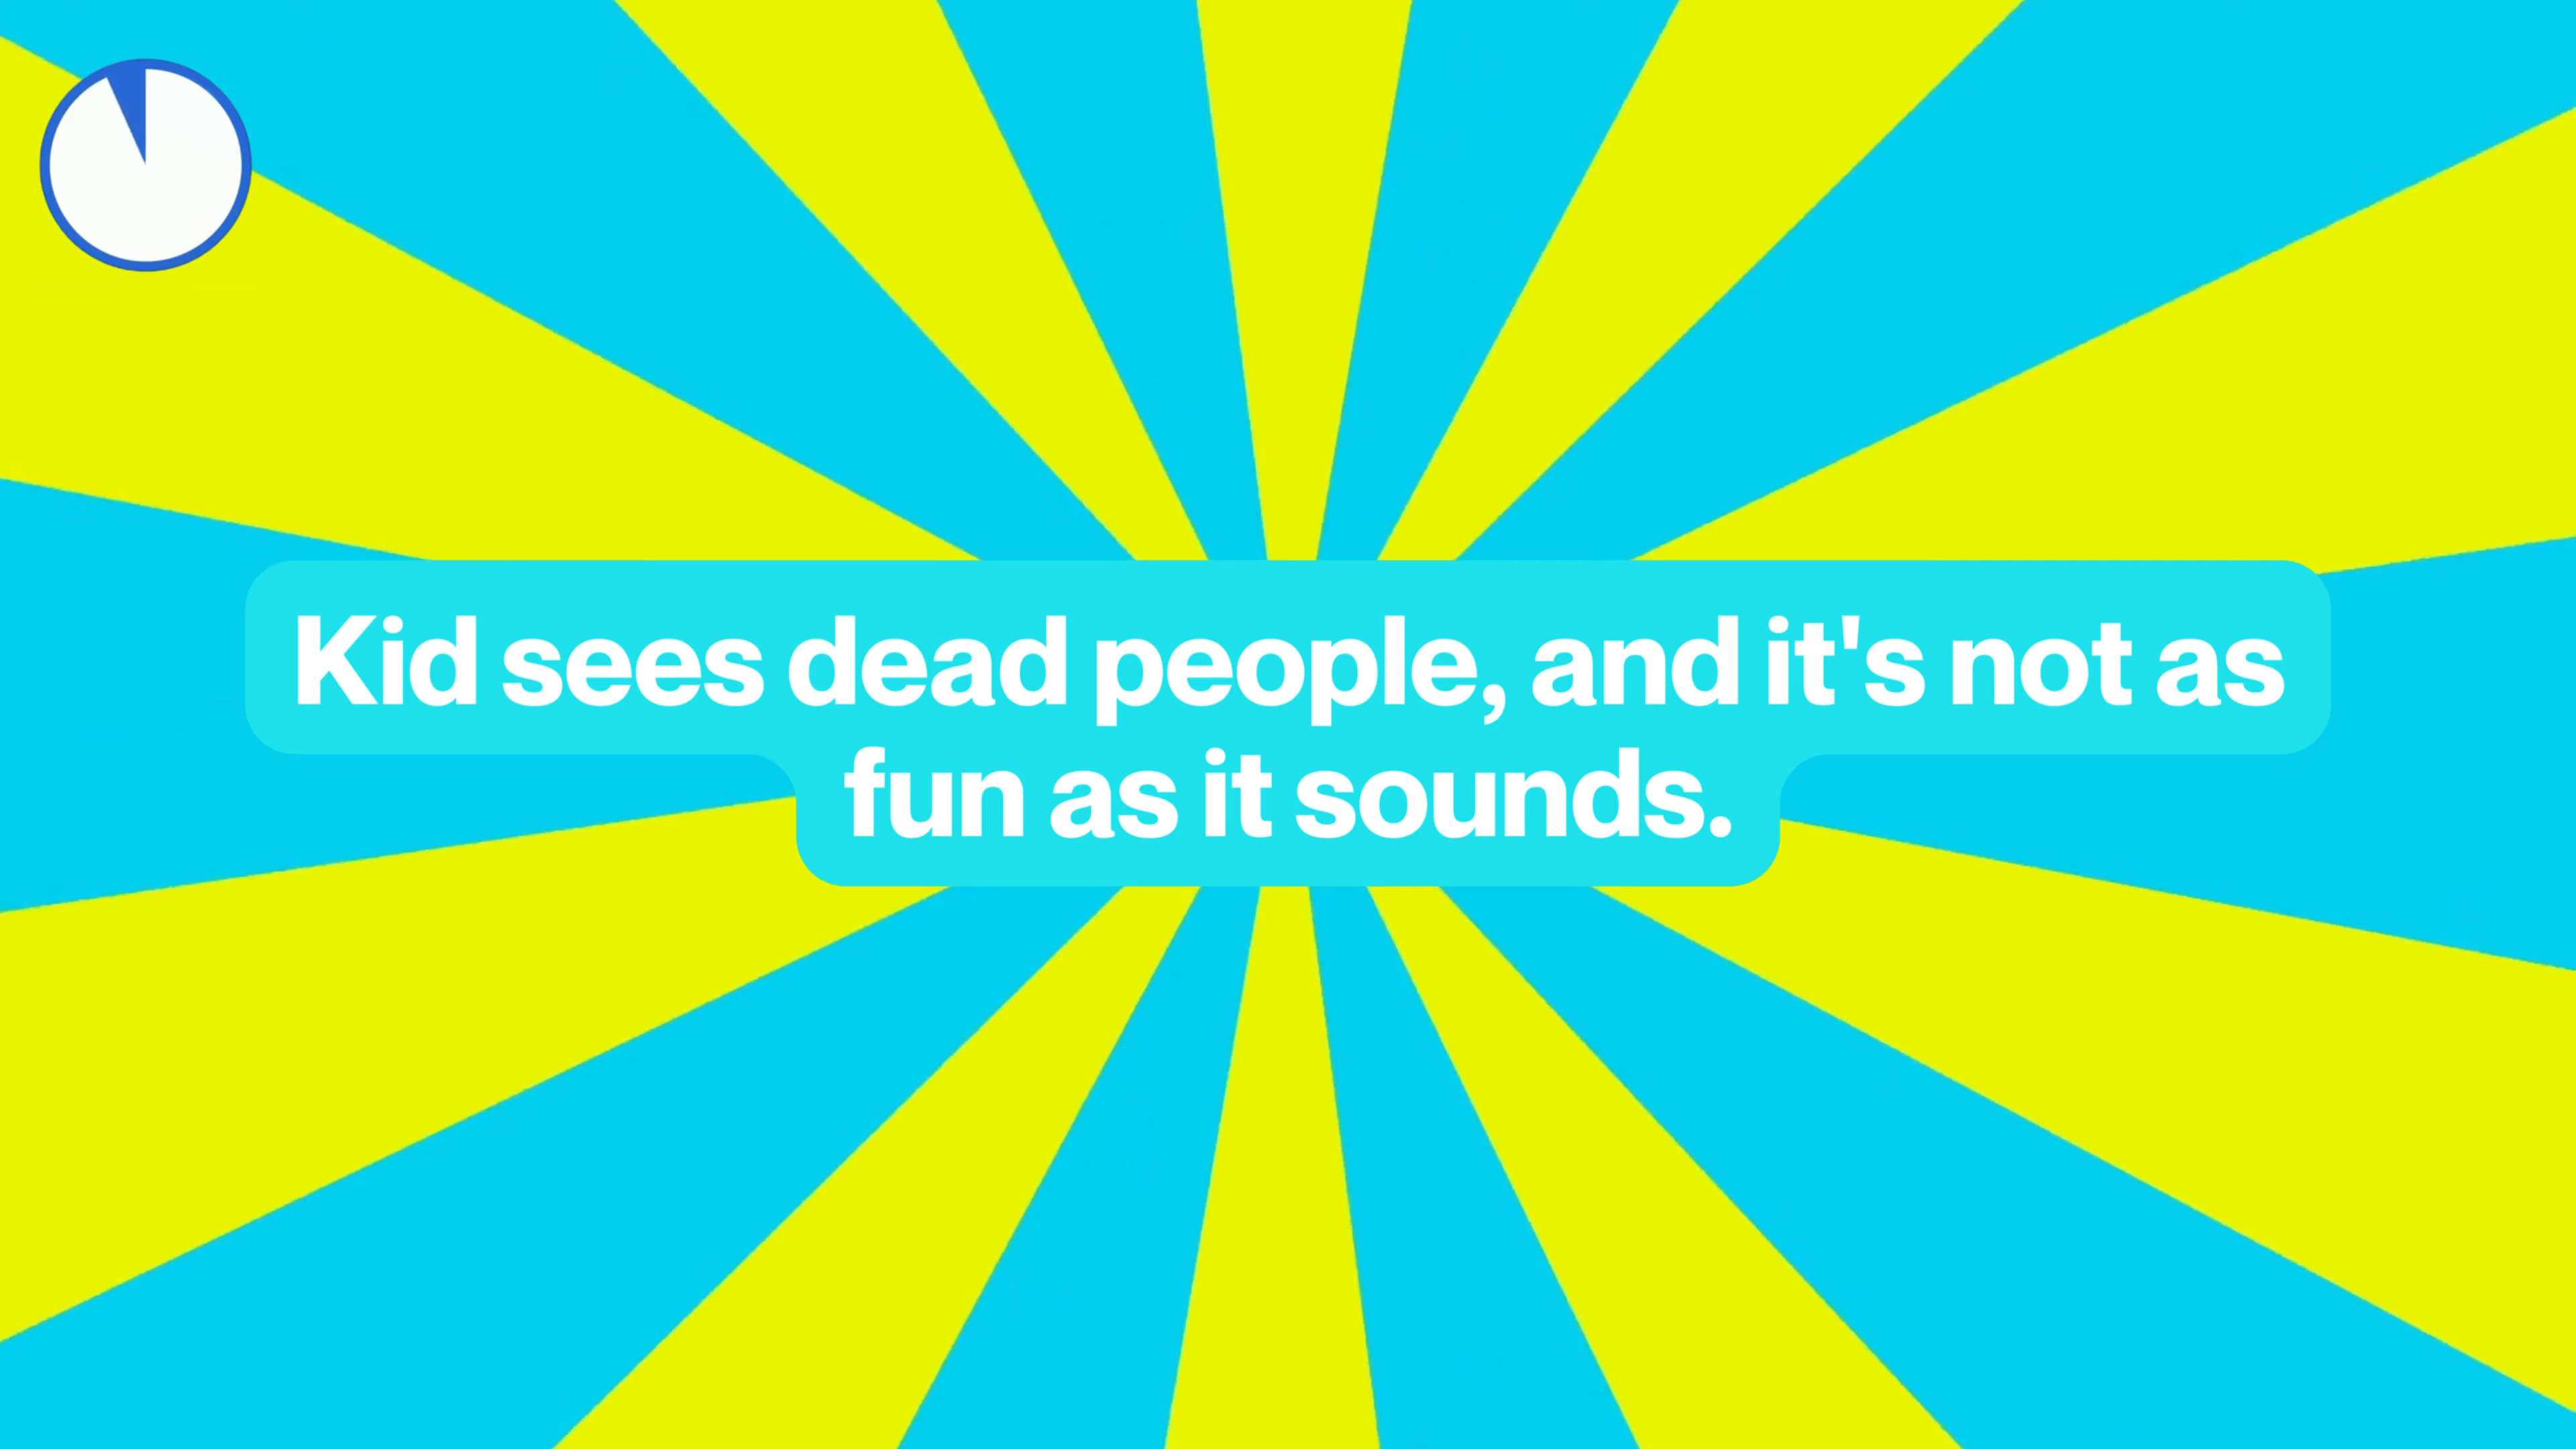 Kid sees dead people, and it's not as
fun as it sounds.